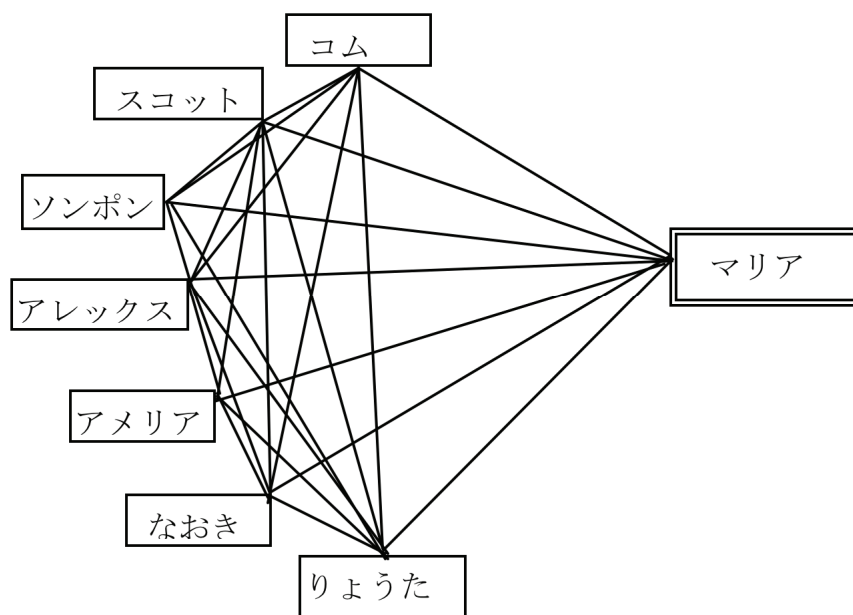 コム
スコット
ソンポン
マリア
アレックス
アメリア
なおき
りょうた